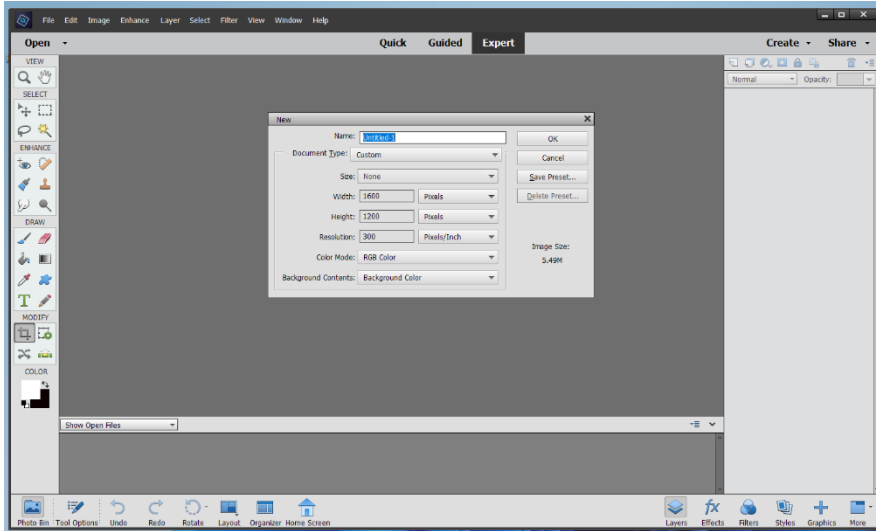 File Edit Image Enhance Layer Select Filter View Window Help
Open Quick Guided Expert Create Share
VIEW
SELECT
ENHANCE
DRAW
MODIFY
COLOR
Normal Opacity:
New
Name: Untitled-1 OK
Document Type: Custom Cancel
Size: None Save Preset...
Width: 1600 Pixels Delete Preset...
Height: 1200 Pixels
Resolution: 300 Pixels/Inch Image Size:
Color Mode: RGB Color 5.49M
Background Contents: Background Color
Show Open Files
Photo Bin Tool Options Undo Redo Rotate Layout Organizer Home Screen Layers Effects Filters Styles Graphics More